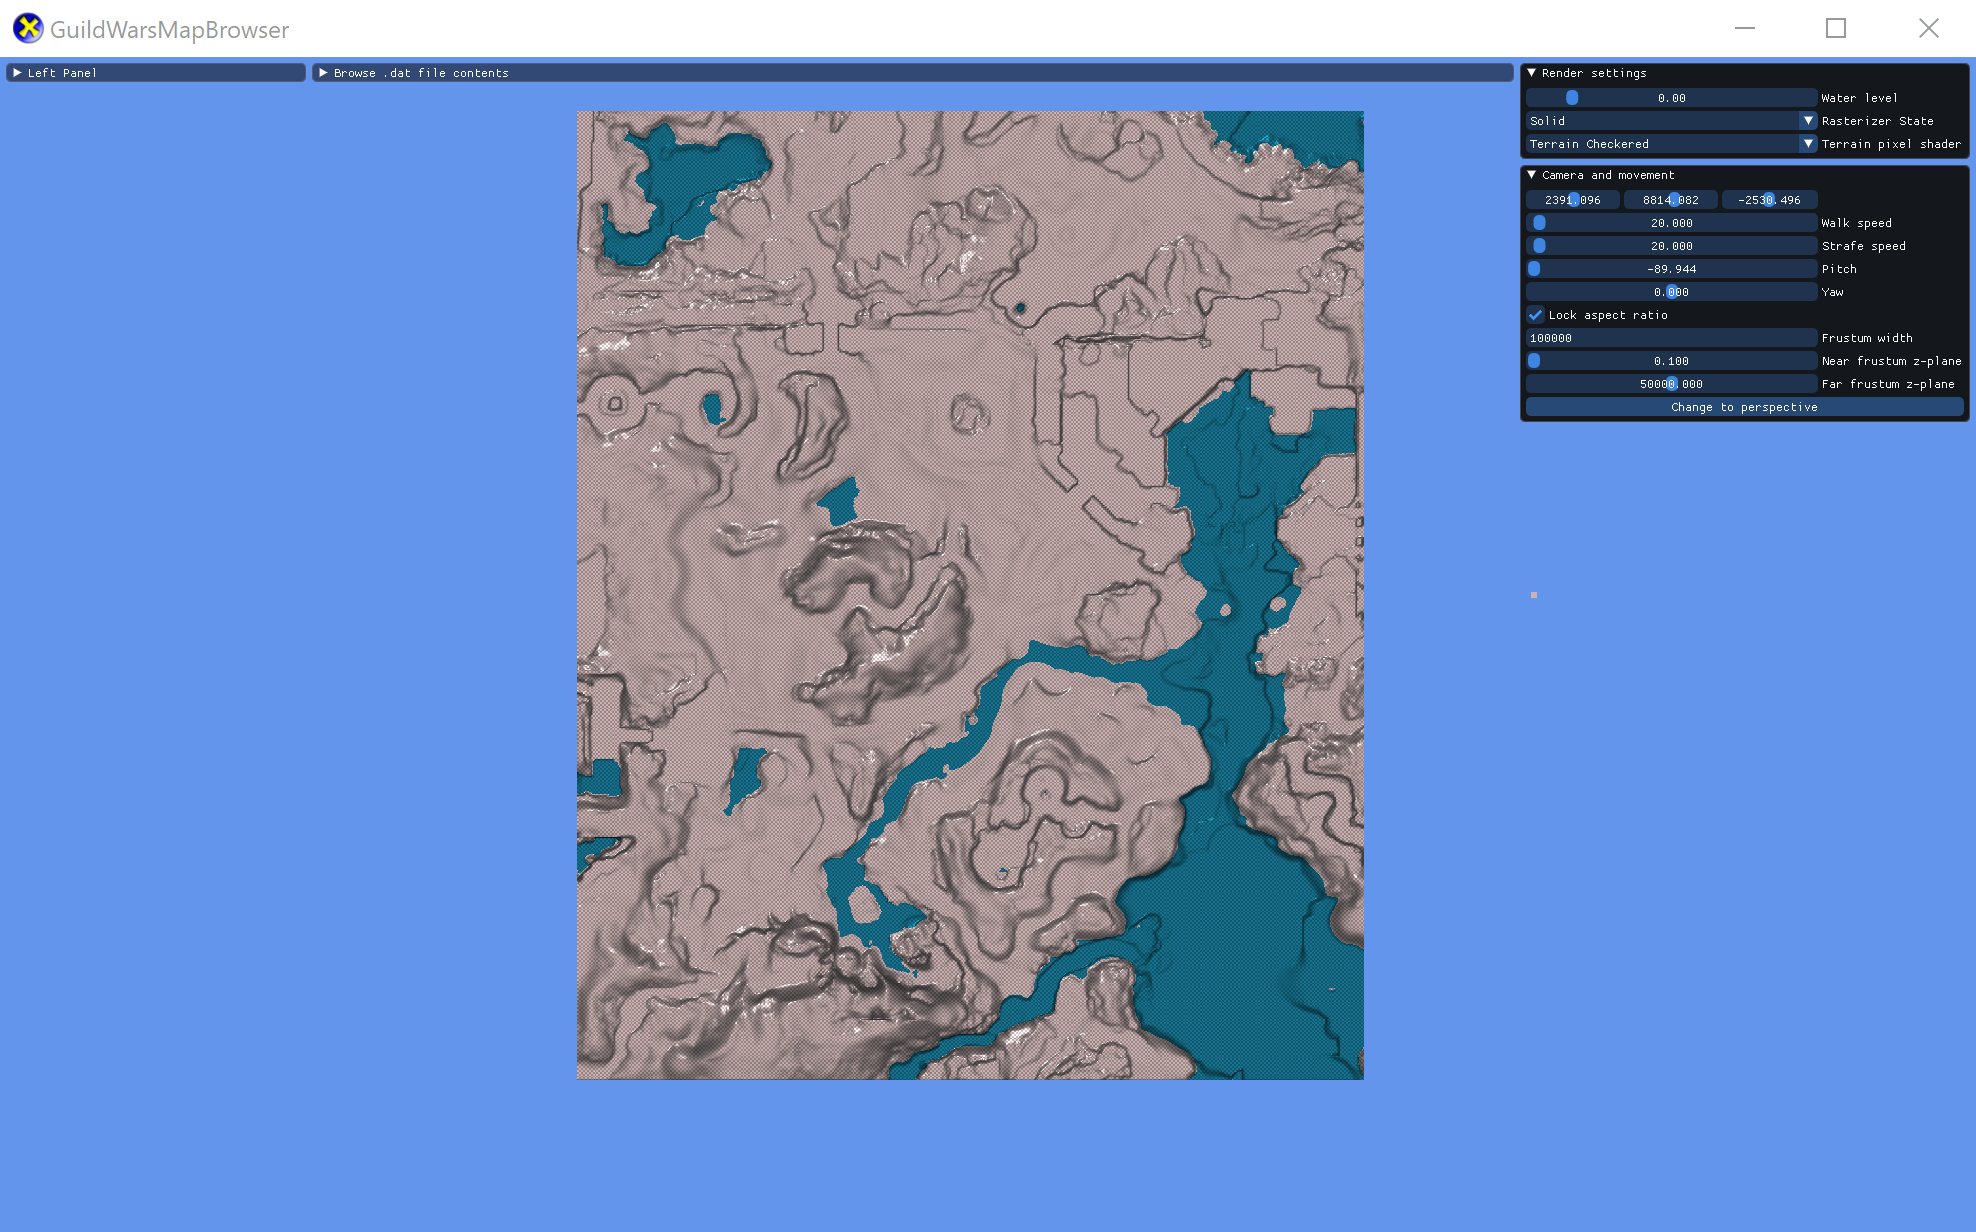 GuildWarsMapBrowser
Left Panel
Browse .dat file contents
Render settings
0.00 Water level
Solid Rasterizer State
Terrain Checkered Terrain pixel shader
Camera and movement
2391.096 8814.082 -2530.496
20.000 Walk speed
20.000 Strafe speed
-89.944 Pitch
0.000 Yaw
Lock aspect ratio
100000 Frustum width
0.100 Near frustum z-plane
50000.000 Far frustum z-plane
Change to perspective